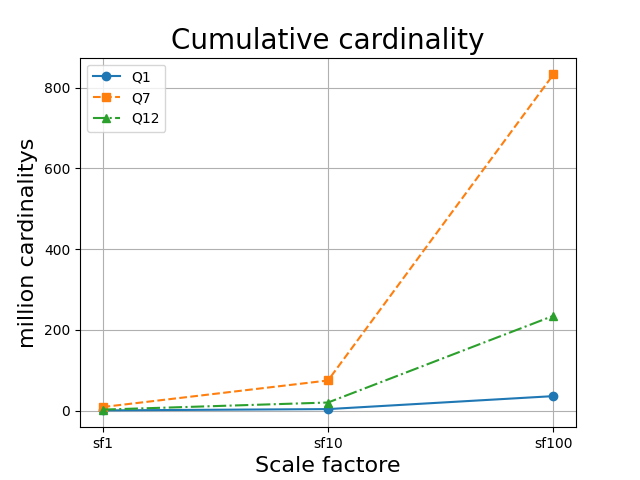 Cumulative cardinality
Q1
Q7
Q12
800
600
400
200
0
million cardinalitys
sf1
sf10
sf100
Scale factore